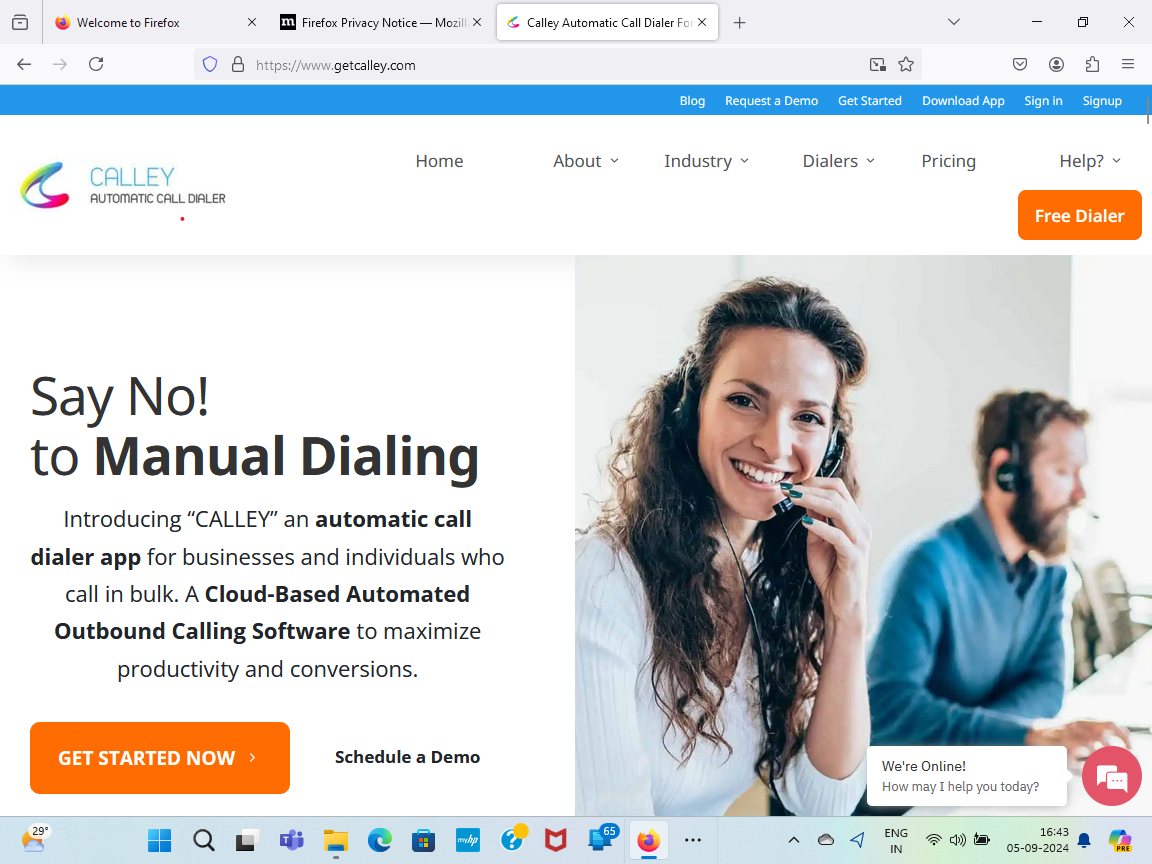 Welcome to Firefox
Firefox Privacy Notice — Mozill
Calley Automatic Call Dialer For
https://www.getcalley.com
Blog Request a Demo Get Started Download App Sign in Signup
Home About Industry Dialers Pricing Help?
CALLEY
AUTOMATIC CALL DIALER
Free Dialer
Say No!
to Manual Dialing
Introducing “CALLEY” an automatic call
dialer app for businesses and individuals who
call in bulk. A Cloud-Based Automated
Outbound Calling Software to maximize
productivity and conversions.
GET STARTED NOW
Schedule a Demo
We're Online!
How may I help you today?
29°
myhp
65
ENG
IN
16:43
05-09-2024
PRE